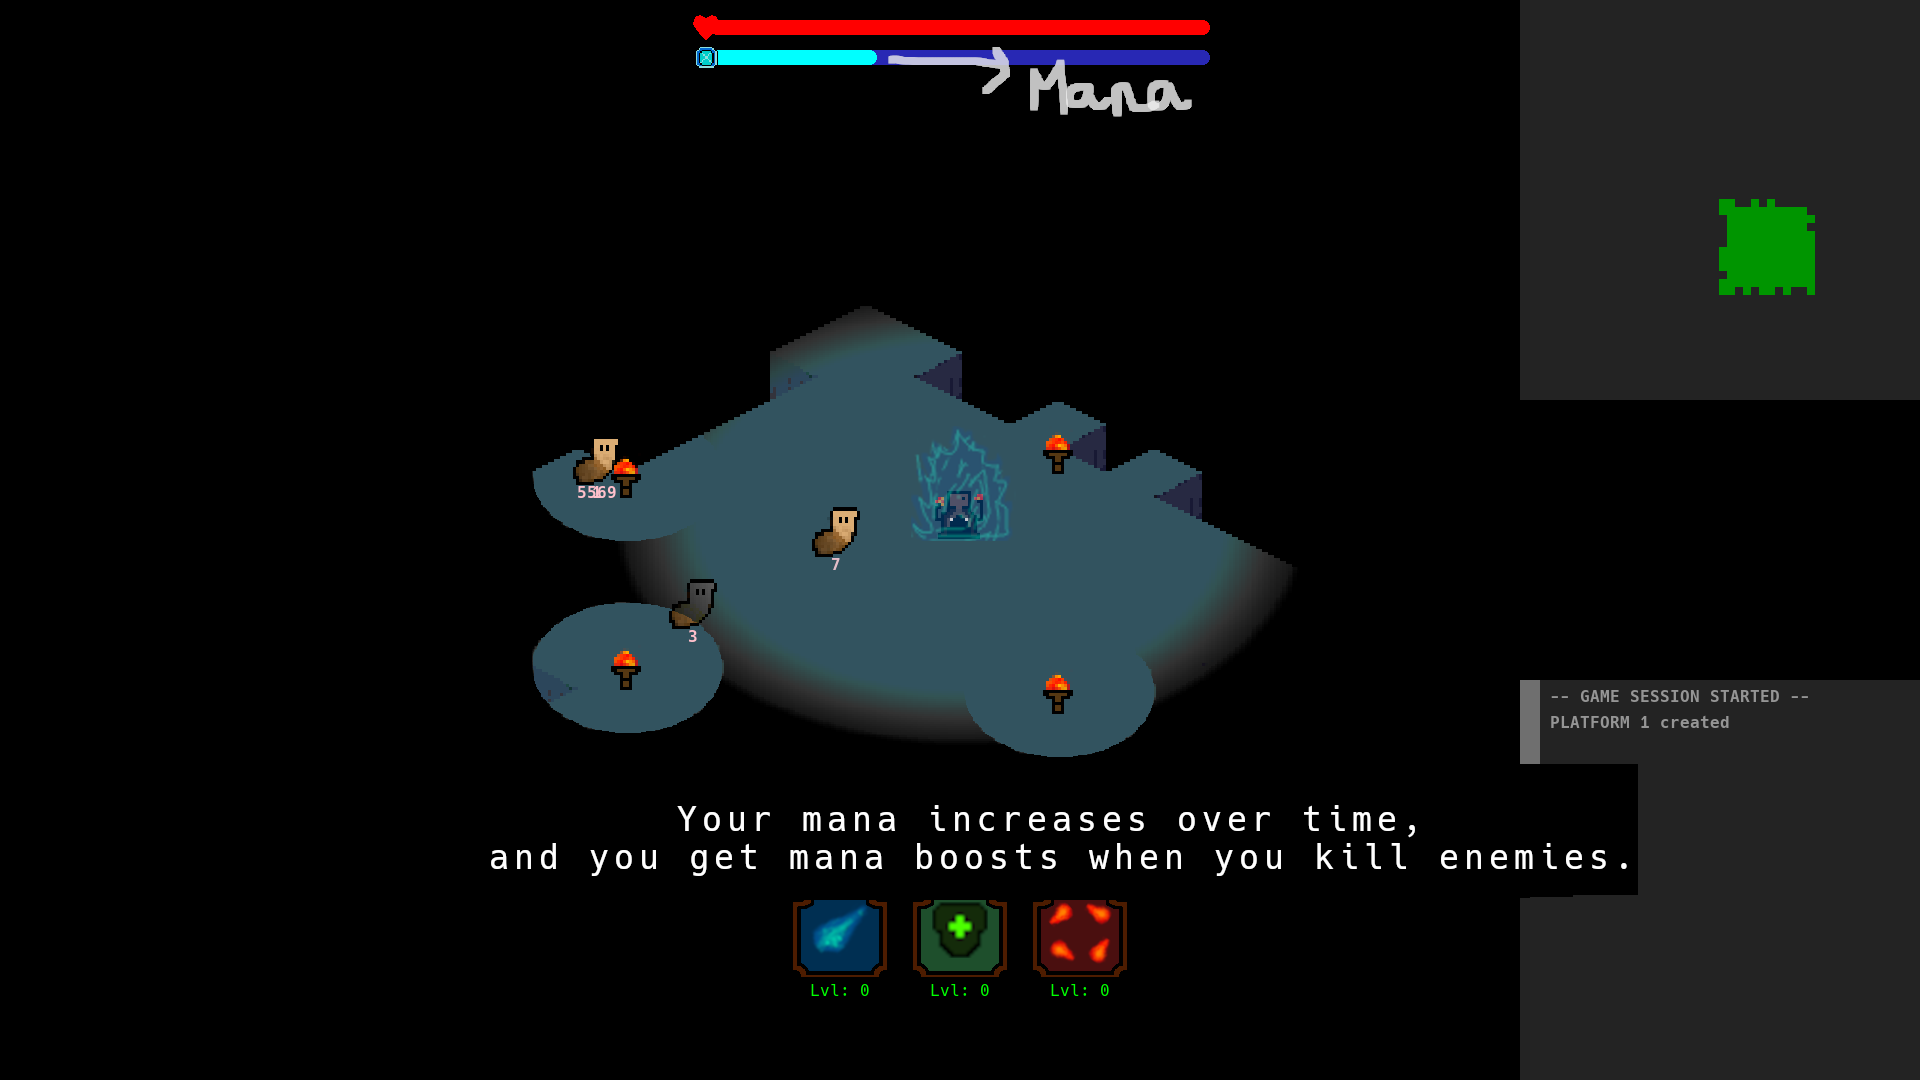 Mana
7
3
-- GAME SESSION STARTED --
PLATFORM 1 created
Your mana increases over time,
and you get mana boosts when you kill enemies.
Lvl: 0 Lvl: 0 Lvl: 0